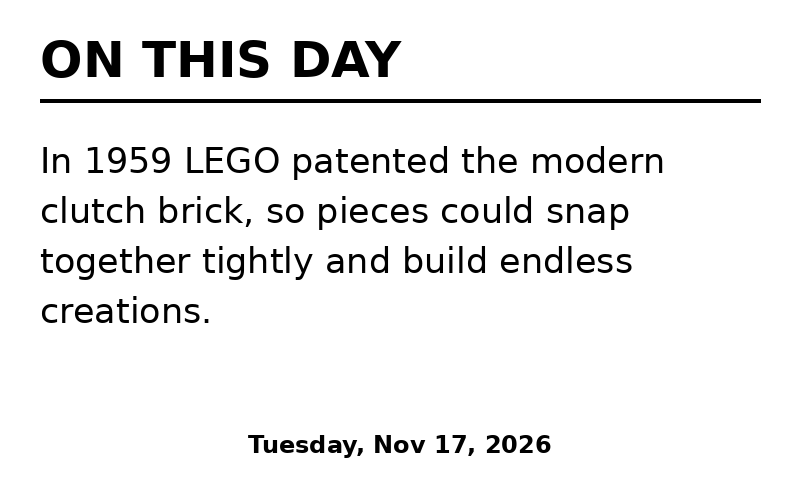 ON THIS DAY
In 1959 LEGO patented the modern
clutch brick, so pieces could snap
together tightly and build endless
creations.
Tuesday, Nov 17, 2026